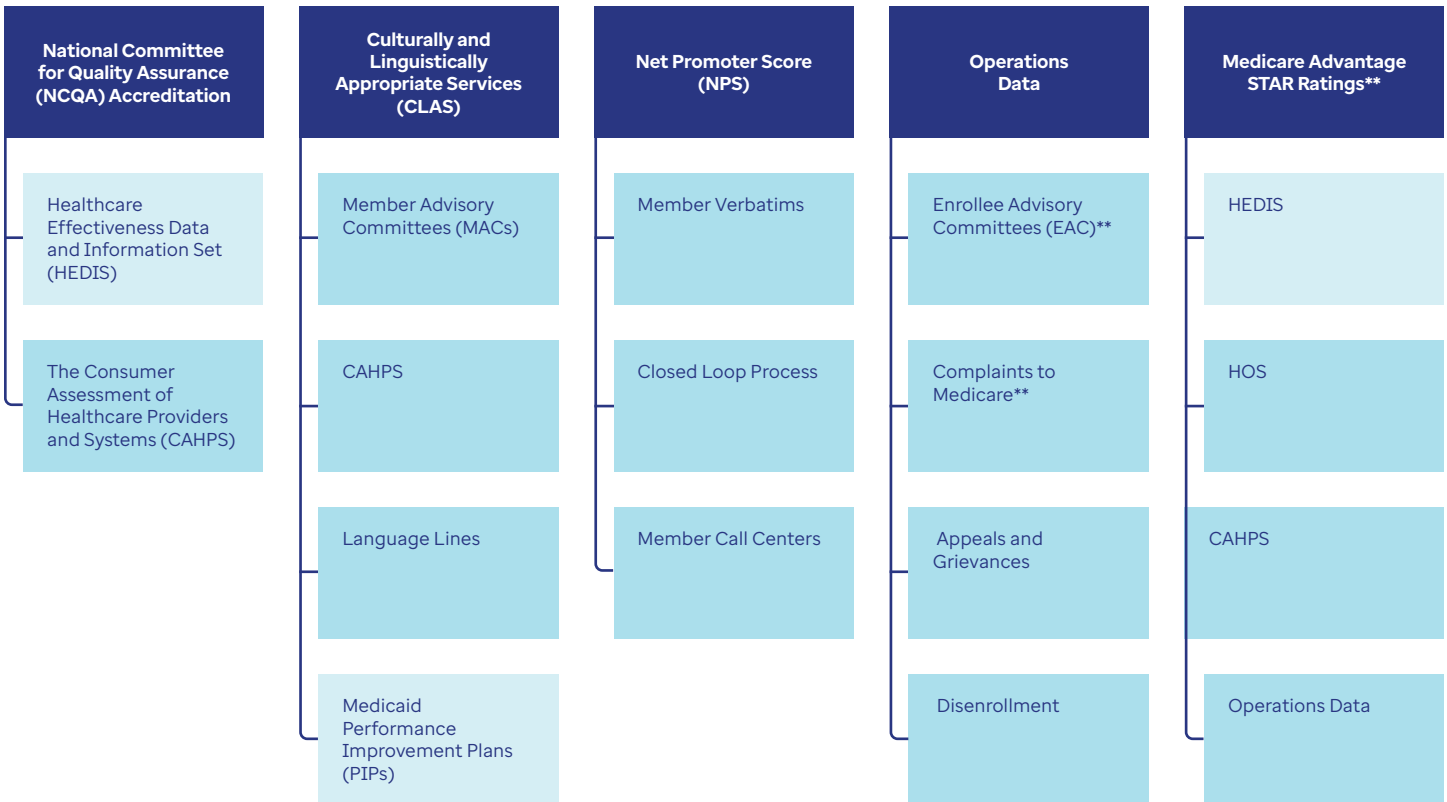 National Committee
for Quality Assurance
(NCQA) Accreditation
Healthcare
Effectiveness Data
and Information Set
(HEDIS)
The Consumer
Assessment of
Healthcare Providers
and Systems (CAHPS)
Culturally and
Linguistically
Appropriate Services
(CLAS)
Member Advisory
Committees (MACs)
CAHPS
Language Lines
Medicaid
Performance
Improvement Plans
(PIPs)
Net Promoter Score
(NPS)
Member Verbatims
Closed Loop Process
Member Call Centers
Operations
Data
Enrollee Advisory
Committees (EAC)**
Complaints to
Medicare**
Appeals and
Grievances
Disenrollment
Medicare Advantage
STAR Ratings**
HEDIS
HOS
CAHPS
Operations Data